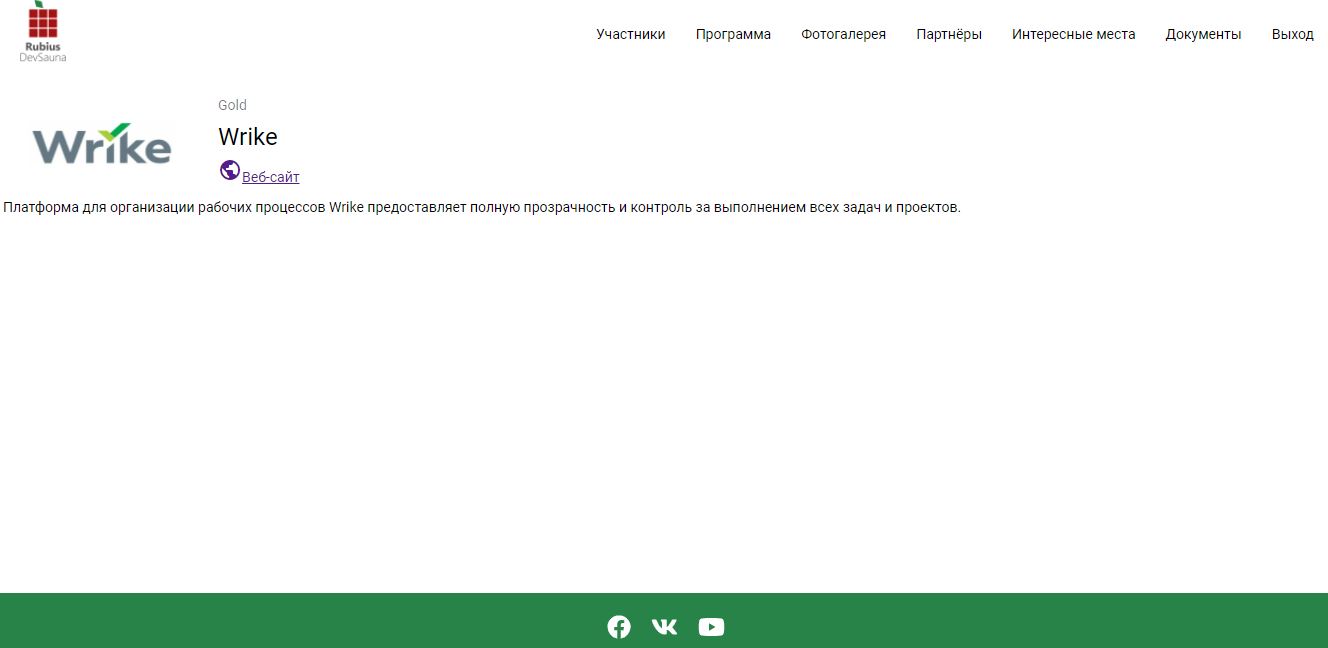 Rubius
DevSauna
Участники Программа Фотогалерея Партнёры Интересные места Документы Выход
Gold
Wrike
Wrike
Веб-сайт
Платформа для организации рабочих процессов Wrike предоставляет полную прозрачность и контроль за выполнением всех задач и проектов.